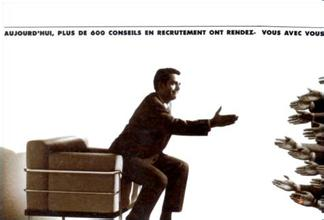 AUJOURD'HUI, PLUS DE 600 CONSEILS EN RECRUTEMENT ONT RENDEZ- VOUS AVEC VOUS